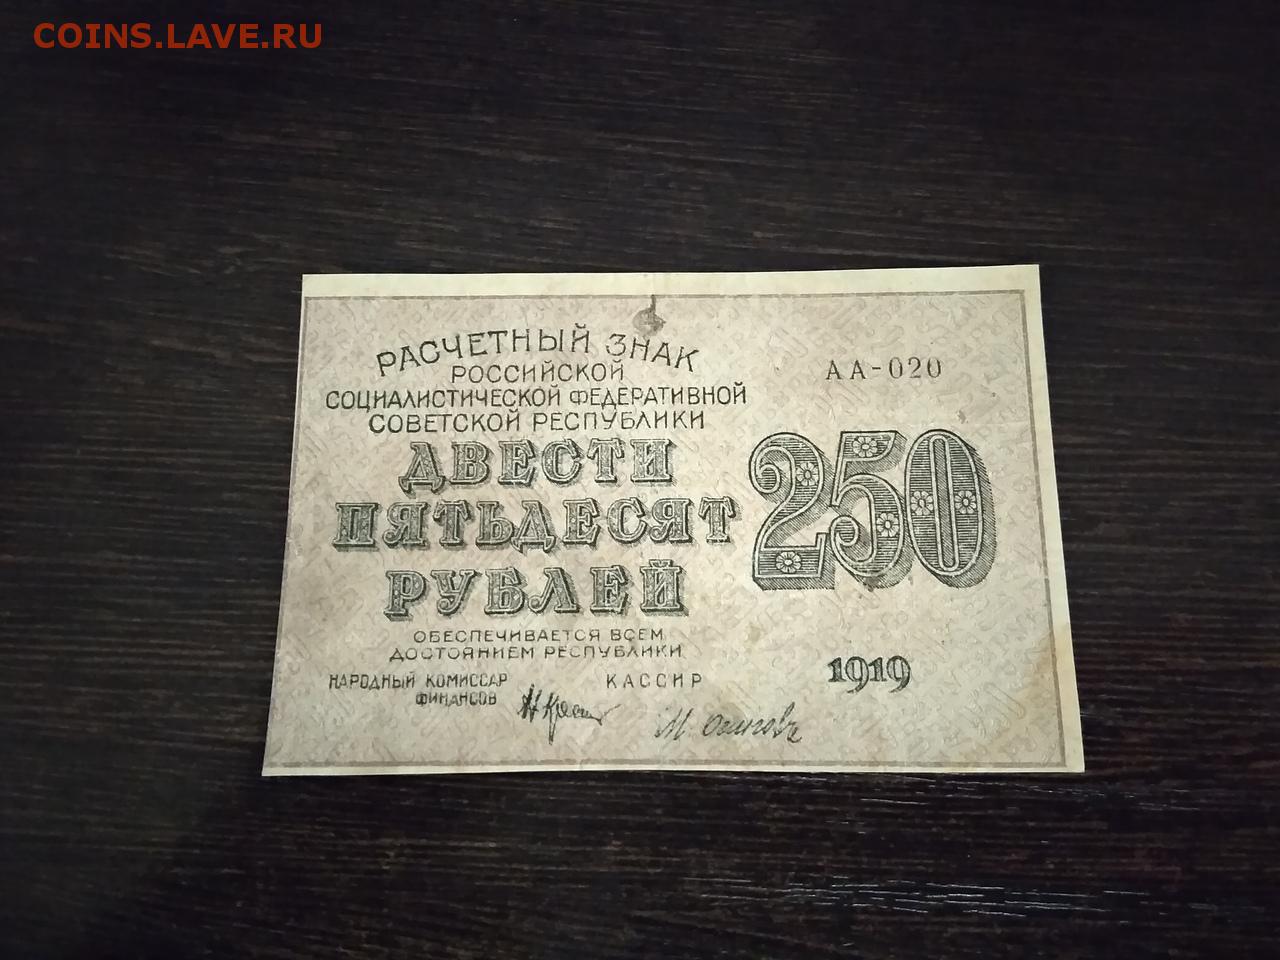 COINS.LAVE.RU
РАСЧЕТНЫЙ ЗНАК
РОССИЙСКОЙ
СОЦИАЛИСТИЧЕСКОЙ ФЕДЕРАТИВНОЙ
СОВЕТСКОЙ РЕСПУБЛИКИ
АА-020
ДВЕСТИ
ПЯТЬДЕСЯТ
РУБЛЕЙ
250
ОБЕСПЕЧИВАЕТСЯ ВСЕМ
ДОСТОЯНИЕМ РЕСПУБЛИКИ
1919
НАРОДНЫЙ КОМИССАР
ФИНАНСОВ
КАССИР
М. Осиповъ